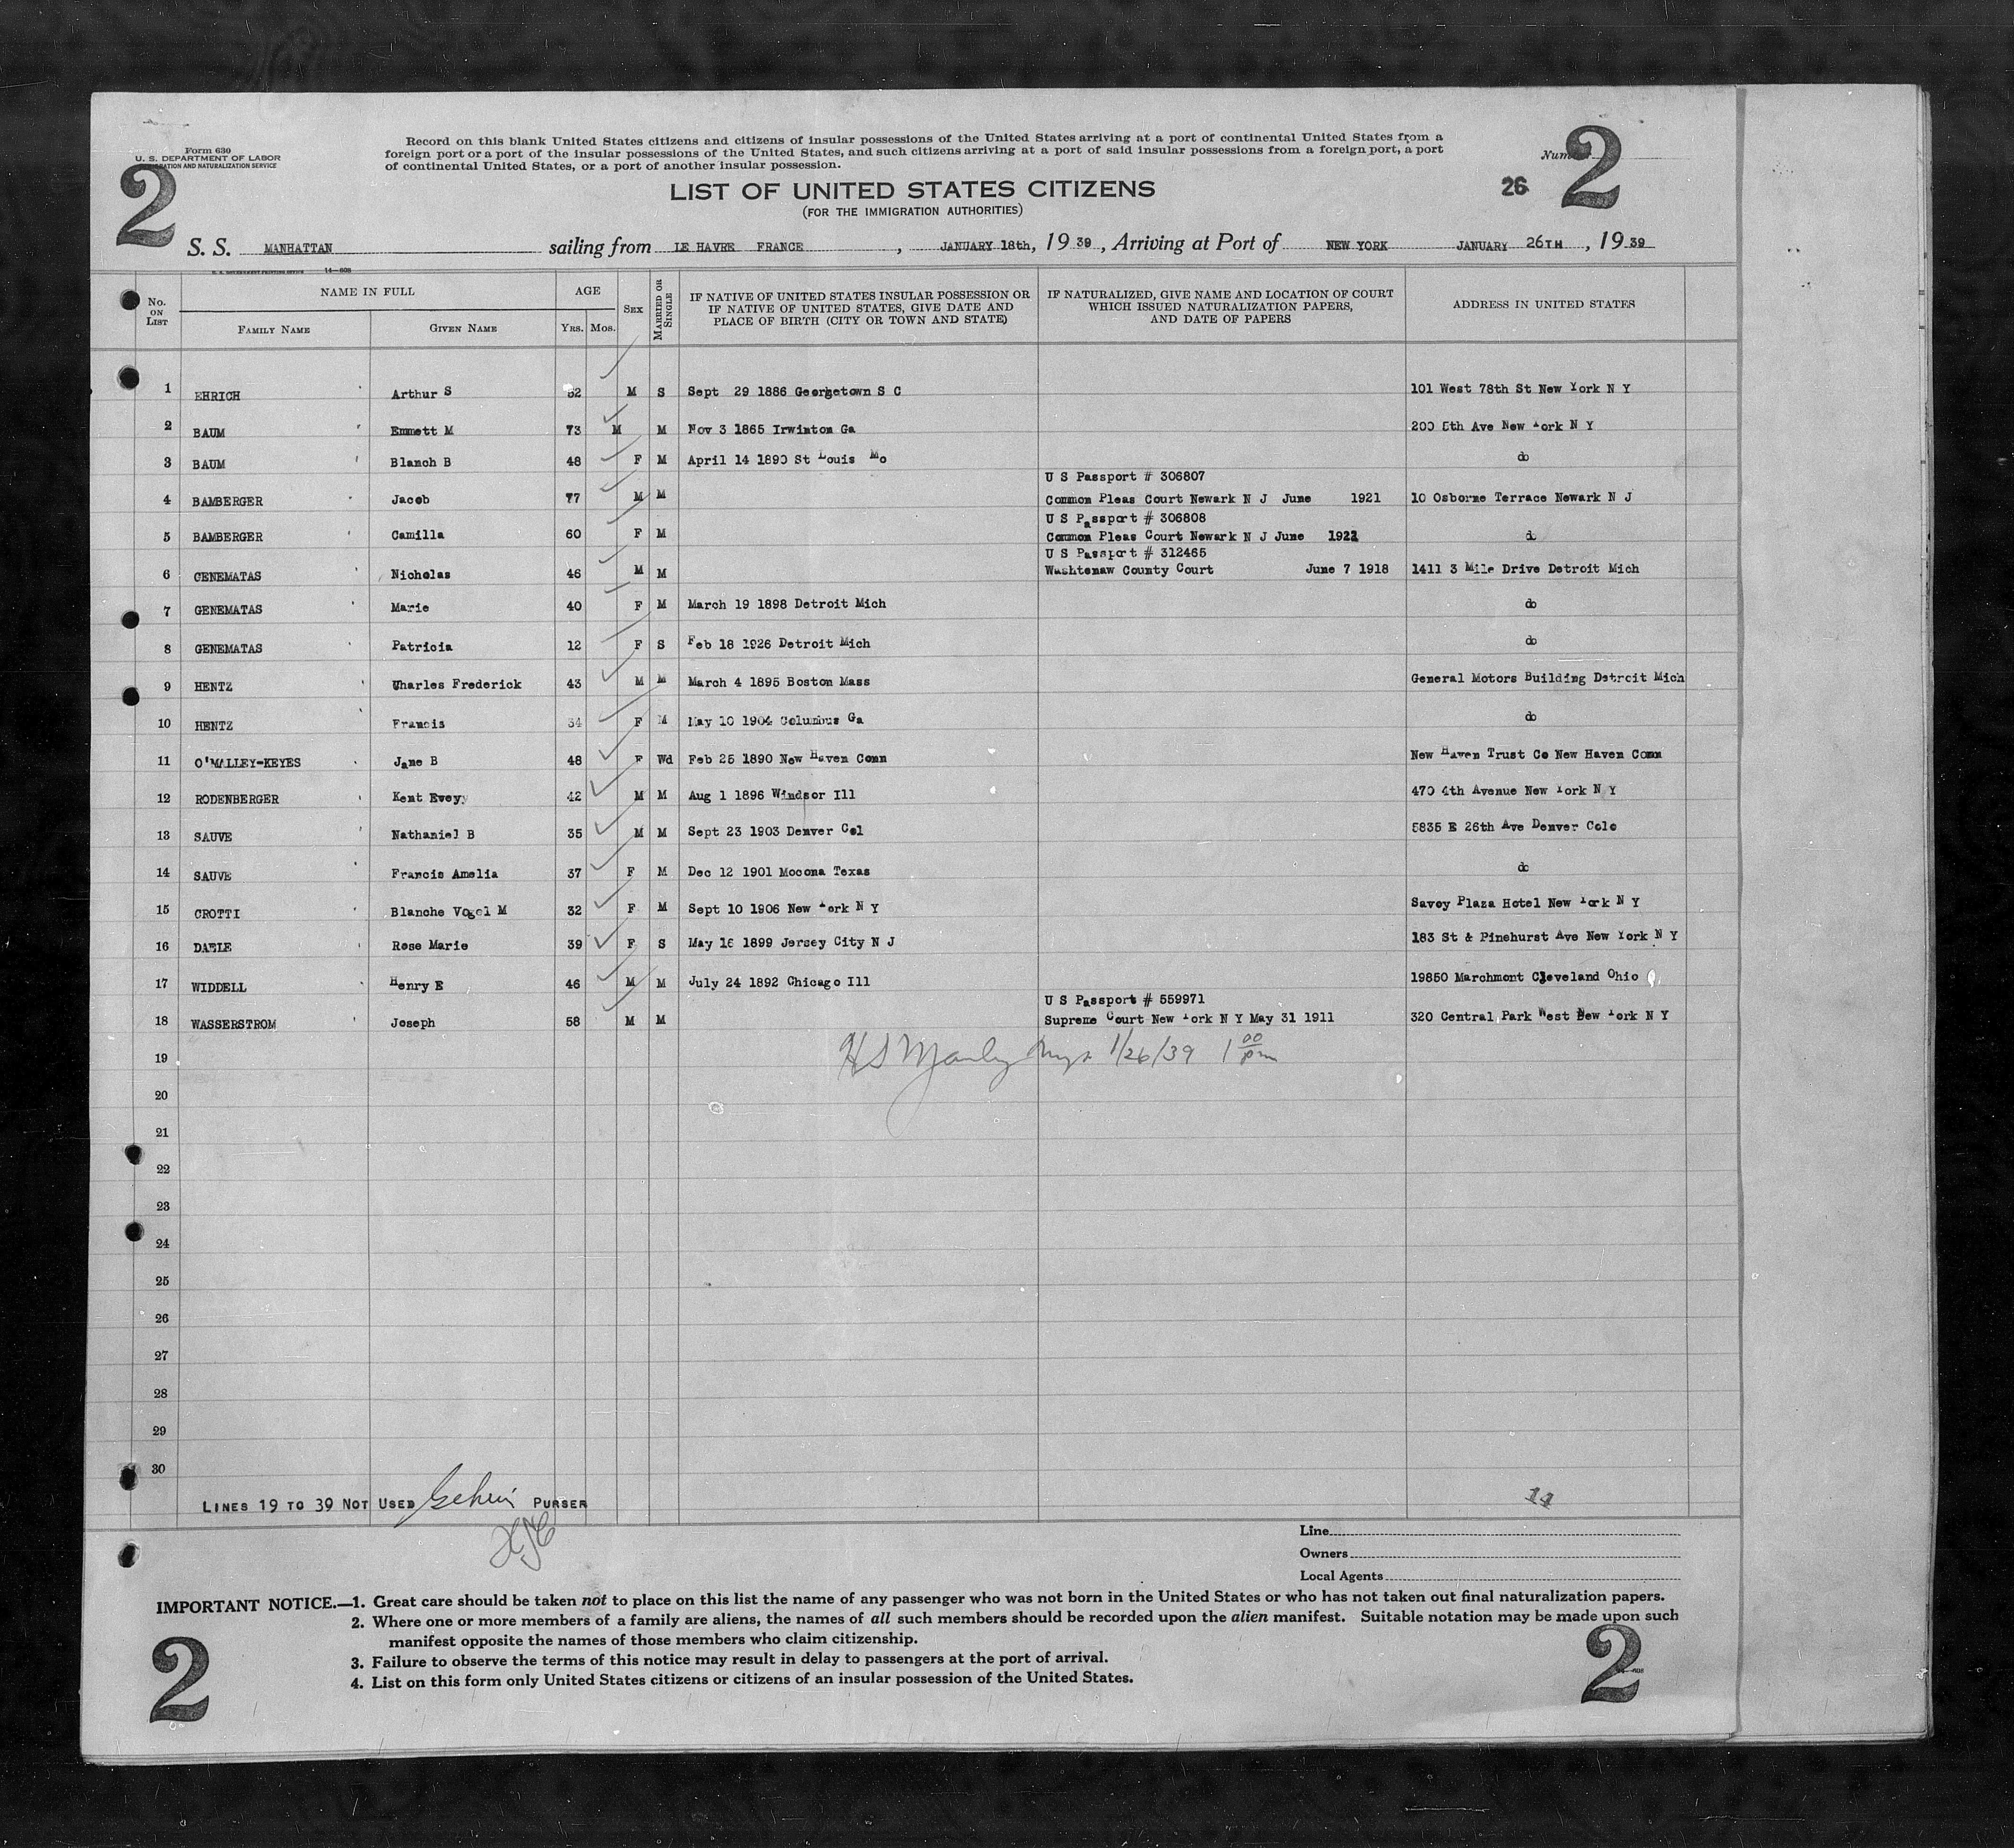 Form 630
U. S. DEPARTMENT OF LABOR
IMMIGRATION AND NATURALIZATION SERVICE
Record on this blank United States citizens and citizens of insular possessions of the United States arriving at a port of continental United States from a
foreign port or a port of the insular possessions of the United States, and such citizens arriving at a port of said insular possessions from a foreign port, a port
of continental United States, or a port of another insular possession.
2
Number 2
LIST OF UNITED STATES CITIZENS
26
(FOR THE IMMIGRATION AUTHORITIES)
S. S. MANHATTAN sailing from LE HAVRE FRANCE , JANUARY 18th, 19 39 , Arriving at Port of NEW YORK JANUARY 26TH , 19 39
U. S. GOVERNMENT PRINTING OFFICE 14—608
No. ON LIST
NAME IN FULL
FAMILY NAME
GIVEN NAME
AGE
YRS. MOS.
SEX
MARRIED OR SINGLE
IF NATIVE OF UNITED STATES INSULAR POSSESSION OR
IF NATIVE OF UNITED STATES, GIVE DATE AND
PLACE OF BIRTH (CITY OR TOWN AND STATE)
IF NATURALIZED, GIVE NAME AND LOCATION OF COURT
WHICH ISSUED NATURALIZATION PAPERS,
AND DATE OF PAPERS
ADDRESS IN UNITED STATES
1 EHRICH Arthur S 52 M S Sept 29 1886 Georgetown S C 101 West 78th St New York N Y
2 BAUM Emmett M 73 M M Nov 3 1865 Irwinton Ga 200 5th Ave New York N Y
3 BAUM Blanch B 48 F M April 14 1890 St Louis Mo do
U S Passport # 306807
4 BAMBERGER Jacob 77 M M Common Pleas Court Newark N J June 1921 10 Osborne Terrace Newark N J
U S Passport # 306808
5 BAMBERGER Camilla 60 F M Common Pleas Court Newark N J June 1921 do
U S Passport # 312465
6 GENEMATAS Nicholas 46 M M Washtenaw County Court June 7 1918 1411 3 Mile Drive Detroit Mich
7 GENEMATAS Marie 40 F M March 19 1898 Detroit Mich do
8 GENEMATAS Patricia 12 F S Feb 18 1926 Detroit Mich do
9 HENTZ Charles Frederick 43 M M March 4 1895 Boston Mass General Motors Building Detroit Mich
10 HENTZ Francis 34 F M May 10 1904 Columbus Ga do
11 O'MALLEY-KEYES Jane B 48 F Wd Feb 25 1890 New Haven Conn New Haven Trust Co New Haven Conn
12 RODENBERGER Kent Evey 42 M M Aug 1 1896 Windsor Ill 470 4th Avenue New York N Y
13 SAUVE Nathaniel B 35 M M Sept 23 1903 Denver Col 5835 E 26th Ave Denver Colo
14 SAUVE Francis Amelia 37 F M Dec 12 1901 Mocona Texas do
15 CROTTI Blanche Vogel M 32 F M Sept 10 1906 New York N Y Savoy Plaza Hotel New York N Y
16 Rose Marie 39 F S May 16 1899 Jersey City N J 183 St & Pinehurst Ave New York N Y
17 WIDDELL Henry E 46 M M July 24 1892 Chicago Ill 19850 Marchmont Cleveland Ohio
U S Passport # 559971
18 WASSERSTROM Joseph 58 M M Supreme Court New York N Y May 31 1911 320 Central Park West New York N Y
19 HS Manly 1/26/39 1 00 pm
20
21
22
23
24
25
26
27
28
29
30
LINES 19 TO 30 NOT USED PURSER
11
Line
Owners
Local Agents
IMPORTANT NOTICE.—1. Great care should be taken not to place on this list the name of any passenger who was not born in the United States or who has not taken out final naturalization papers.
2. Where one or more members of a family are aliens, the names of all such members should be recorded upon the alien manifest. Suitable notation may be made upon such
manifest opposite the names of those members who claim citizenship.
3. Failure to observe the terms of this notice may result in delay to passengers at the port of arrival.
4. List on this form only United States citizens or citizens of an insular possession of the United States.
2
2